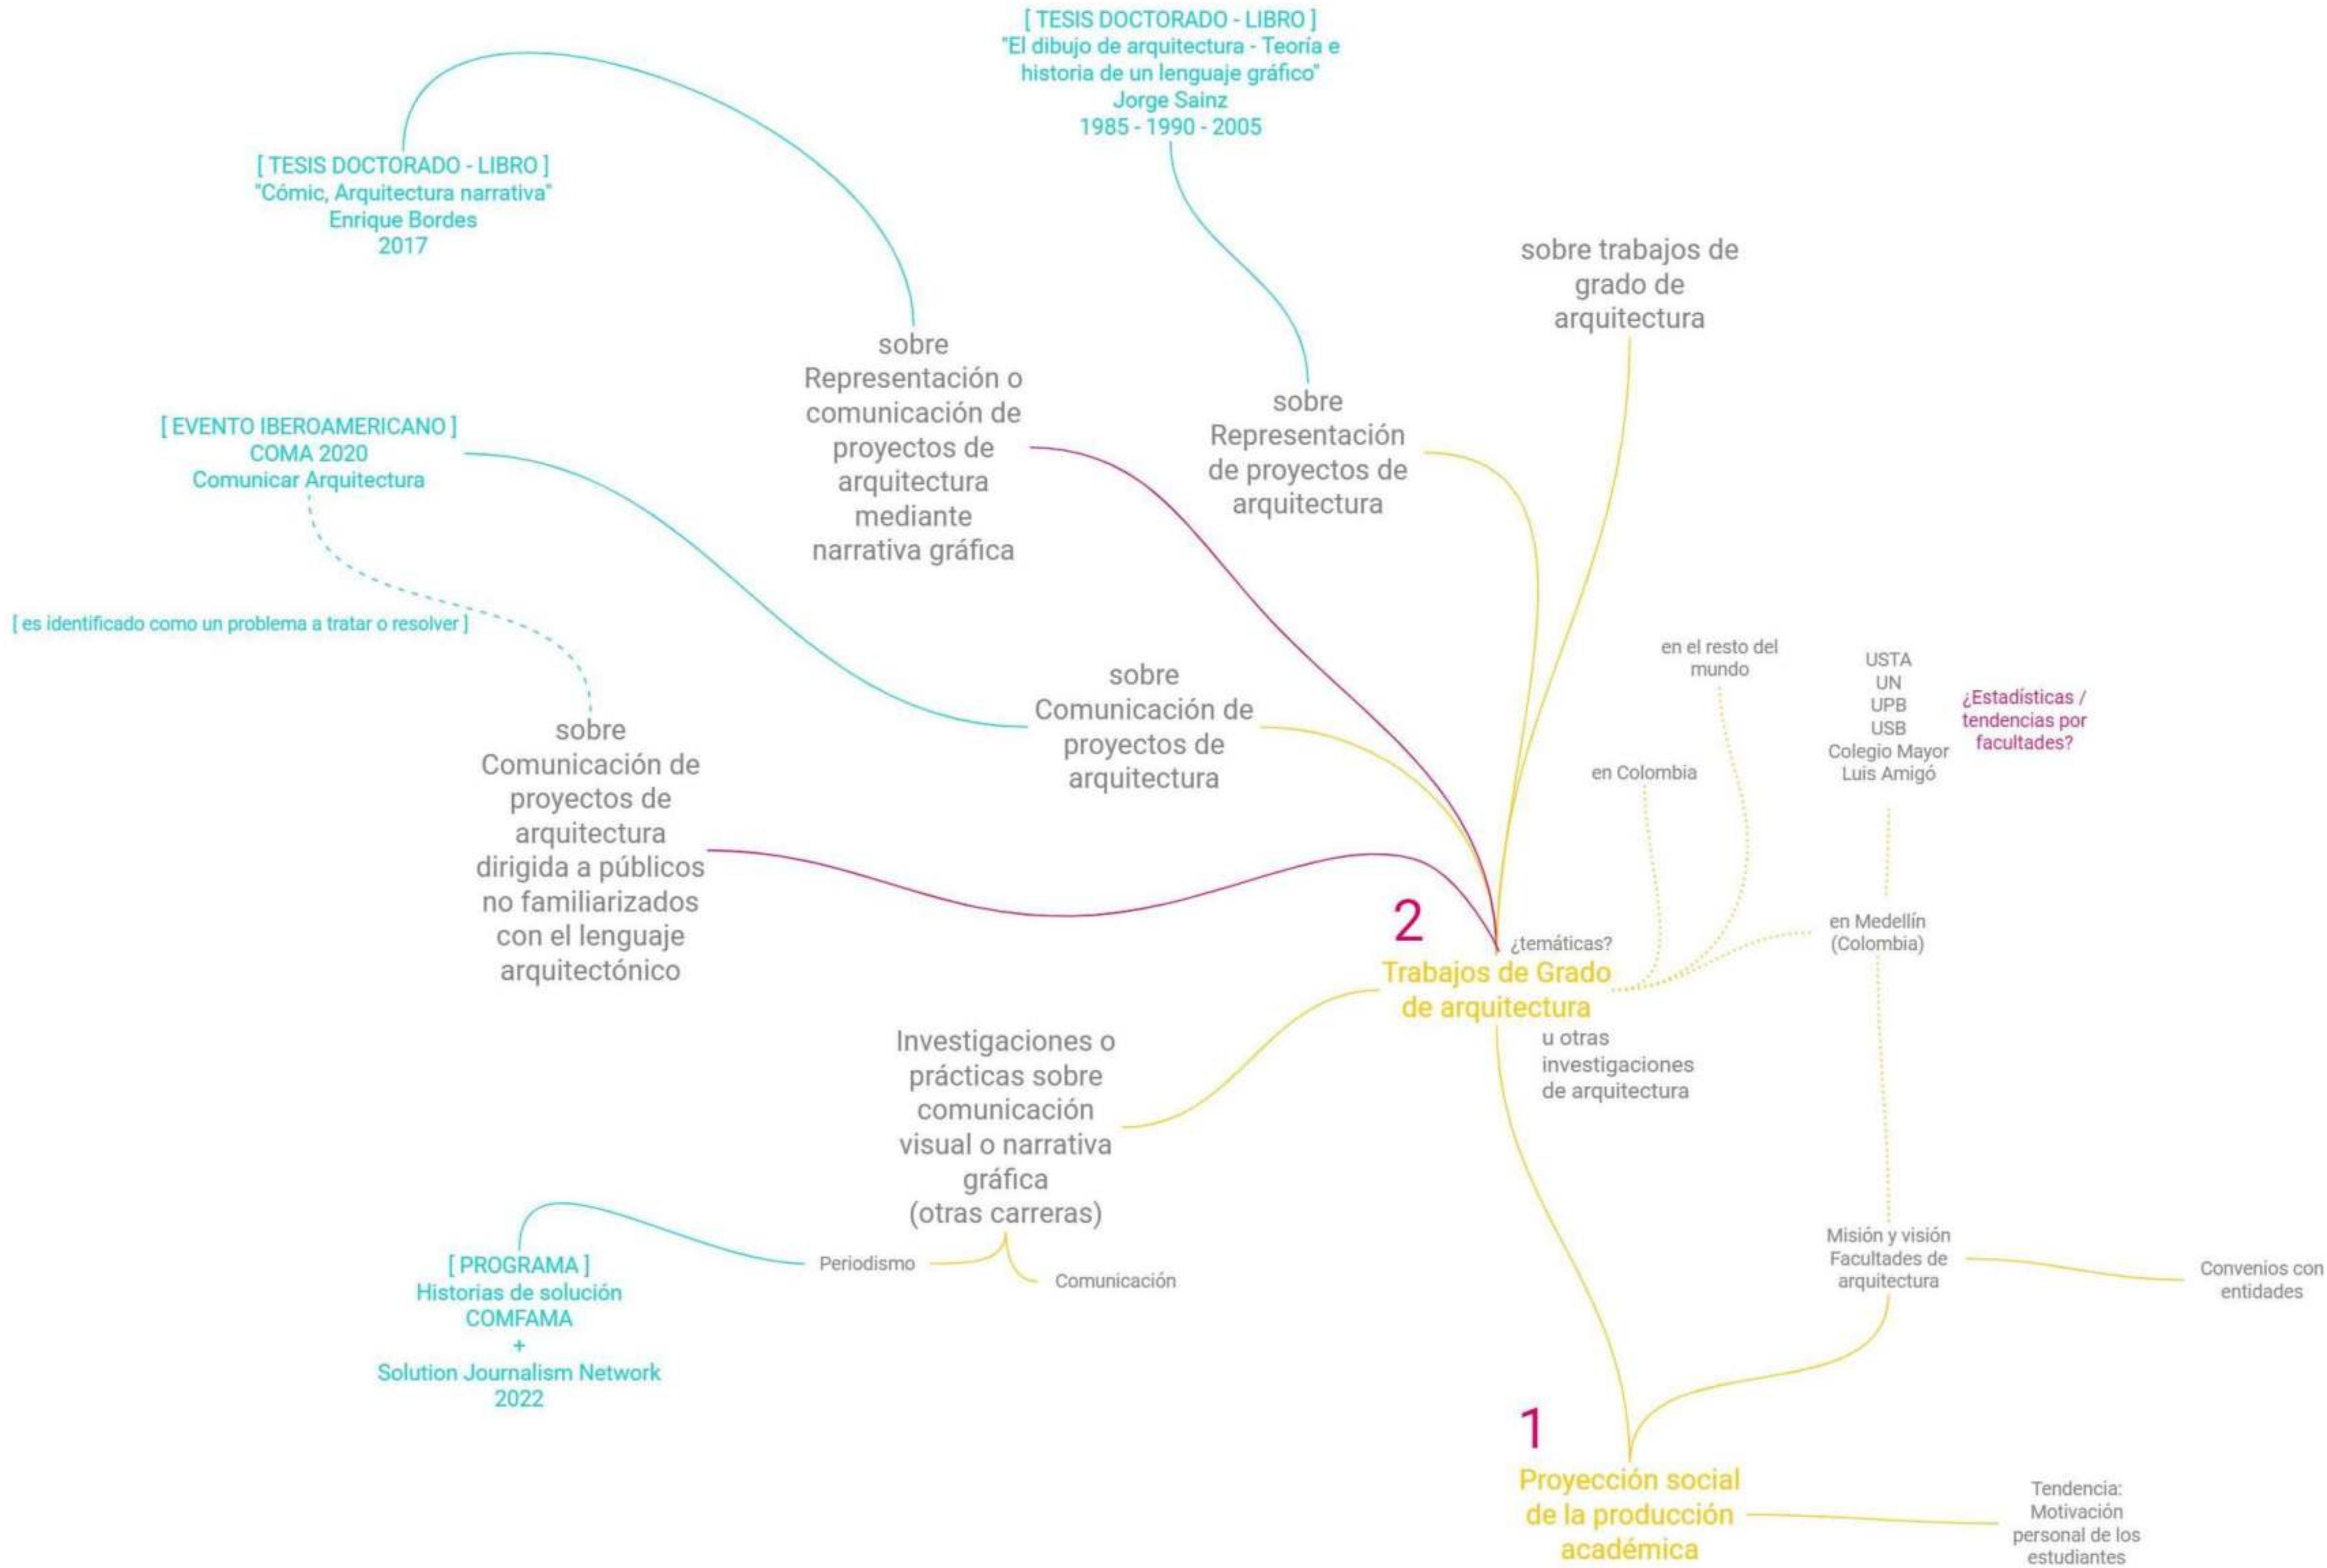 [ TESIS DOCTORADO - LIBRO ]
"El dibujo de arquitectura - Teoría e
historia de un lenguaje gráfico"
Jorge Sainz
1985 - 1990 - 2005
[ TESIS DOCTORADO - LIBRO ]
"Cómic, Arquitectura narrativa"
Enrique Bordes
2017
sobre trabajos de
grado de
arquitectura
sobre
Representación o
comunicación de
proyectos de
arquitectura
mediante
narrativa gráfica
sobre
Representación
de proyectos de
arquitectura
[ EVENTO IBEROAMERICANO ]
COMA 2020
Comunicar Arquitectura
[ es identificado como un problema a tratar o resolver ]
sobre
Comunicación de
proyectos de
arquitectura
en el resto del
mundo
USTA
UN
UPB
USB
Colegio Mayor
Luis Amigó
¿Estadísticas /
tendencias por
facultades?
en Colombia
sobre
Comunicación de
proyectos de
arquitectura
dirigida a públicos
no familiarizados
con el lenguaje
arquitectónico
2
¿temáticas?
Trabajos de Grado
de arquitectura
u otras
investigaciones
de arquitectura
en Medellín
(Colombia)
Investigaciones o
prácticas sobre
comunicación
visual o narrativa
gráfica
(otras carreras)
Periodismo
Comunicación
[ PROGRAMA ]
Historias de solución
COMFAMA
+
Solution Journalism Network
2022
Misión y visión
Facultades de
arquitectura
Convenios con
entidades
1
Proyección social
de la producción
académica
Tendencia:
Motivación
personal de los
estudiantes